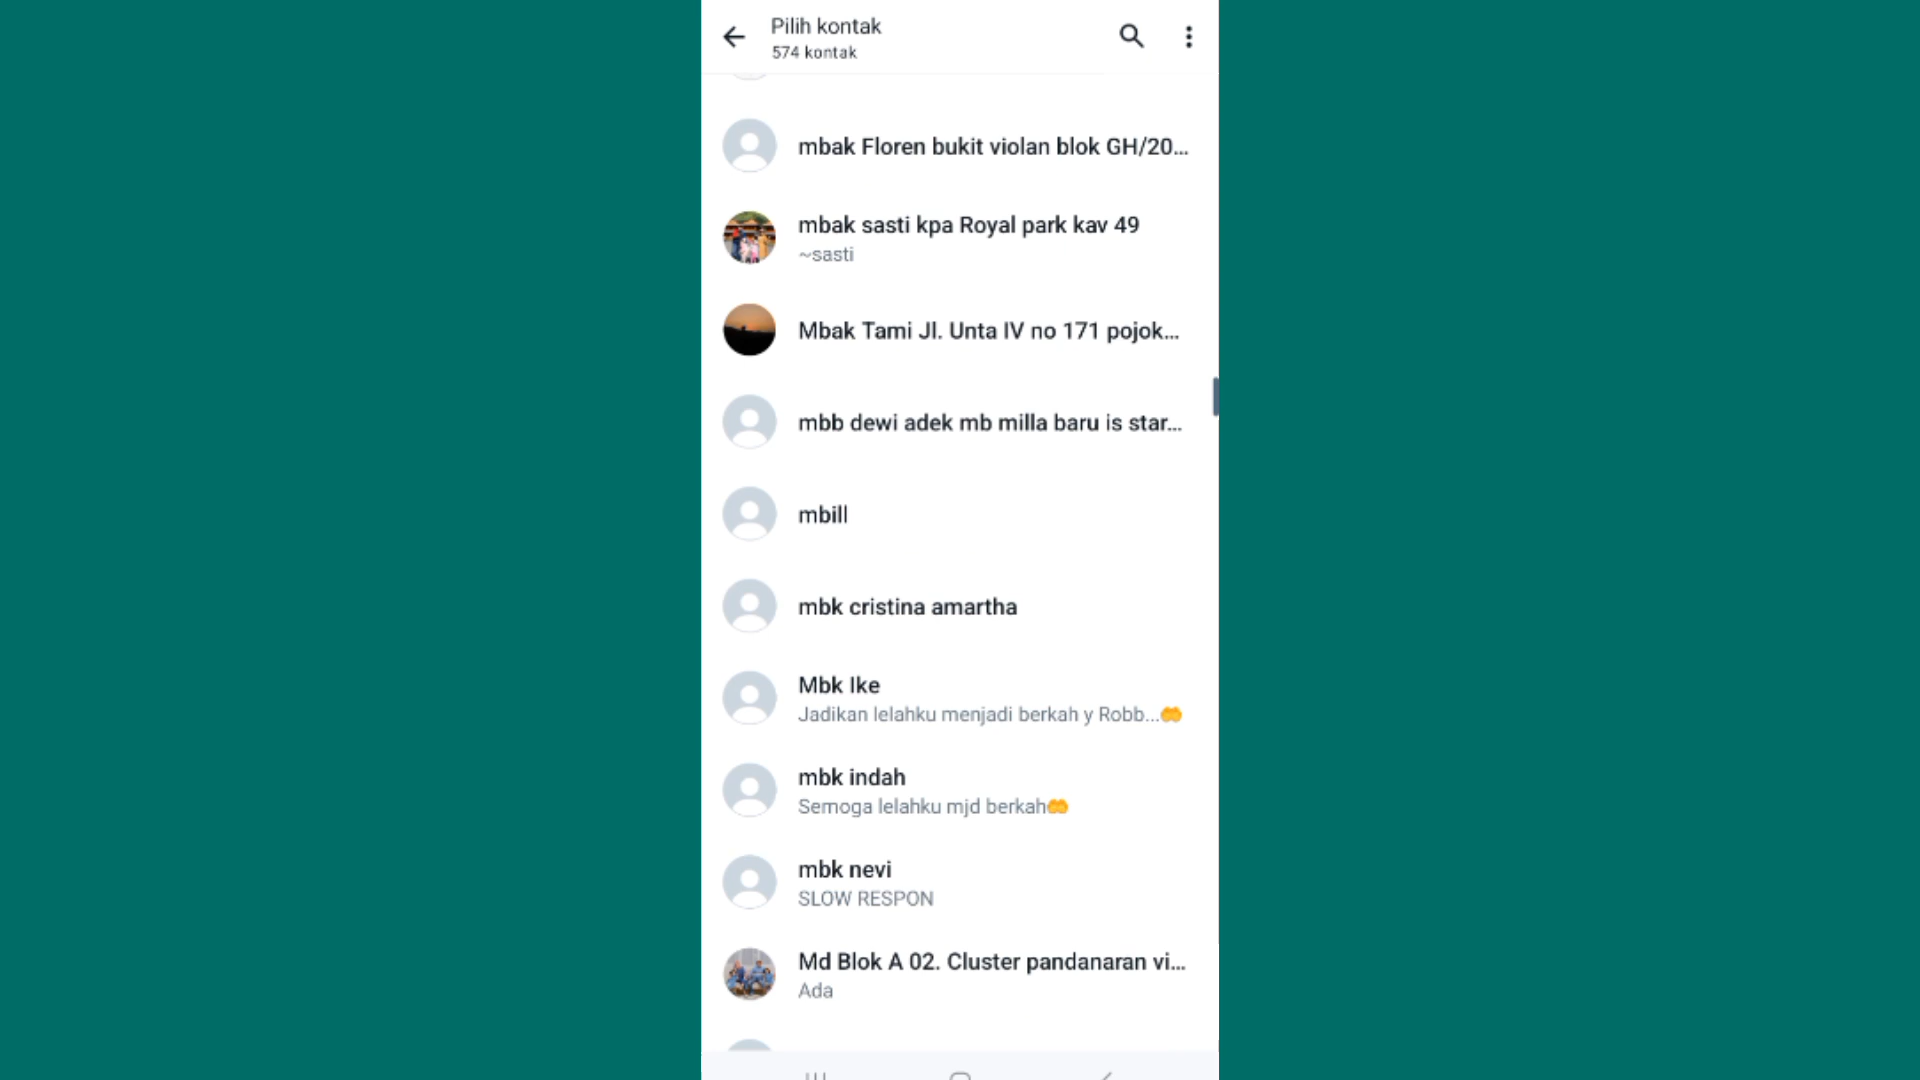 Pilih kontak
574 kontak
mbak Floren bukit violan blok GH/20...
mbak sasti kpa Royal park kav 49
~sasti
Mbak Tami Jl. Unta IV no 171 pojok...
mbb dewi adek mb milla baru is star...
mbill
mbk cristina amartha
Mbk Ike
Jadikan lelahku menjadi berkah y Robb...🤲
mbk indah
Semoga lelahku mjd berkah🤲
mbk nevi
SLOW RESPON
Md Blok A 02. Cluster pandanaran vi...
Ada